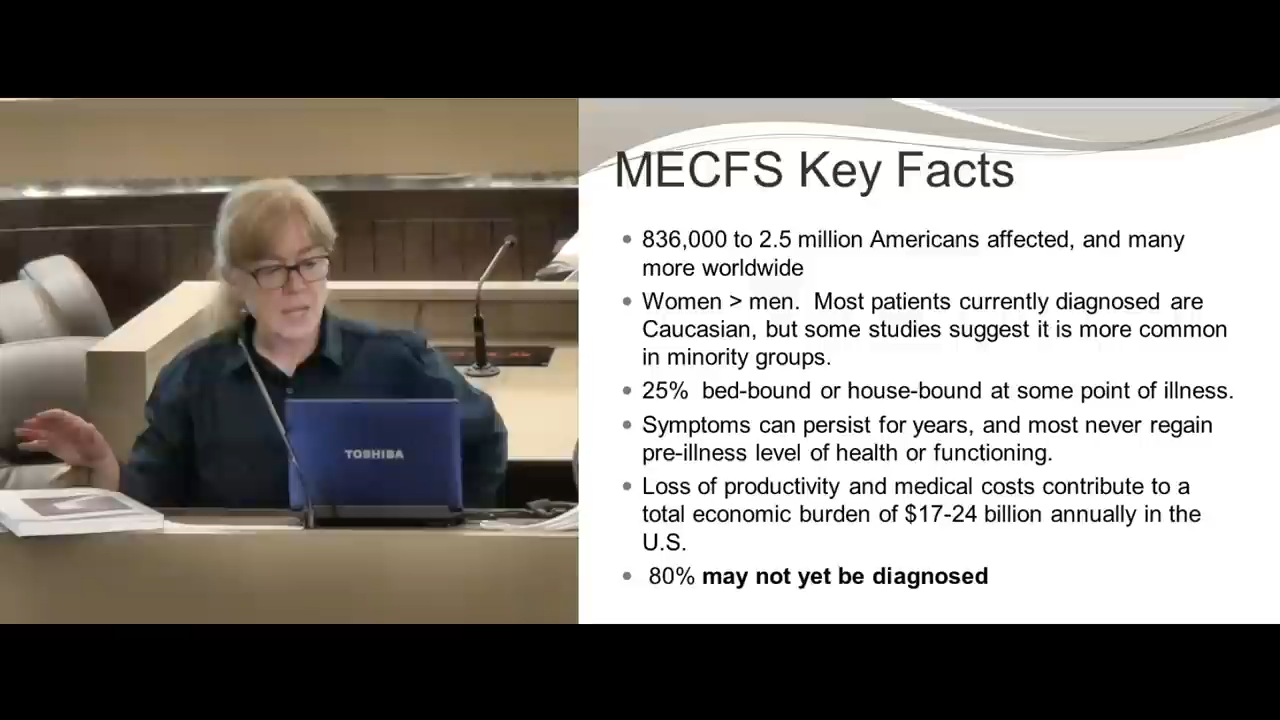 MECFS Key Facts
836,000 to 2.5 million Americans affected, and many
more worldwide
Women > men.  Most patients currently diagnosed are
Caucasian, but some studies suggest it is more common
in minority groups.
25%  bed-bound or house-bound at some point of illness.
Symptoms can persist for years, and most never regain
pre-illness level of health or functioning.
Loss of productivity and medical costs contribute to a
total economic burden of $17-24 billion annually in the
U.S.
80% may not yet be diagnosed
TOSHIBA